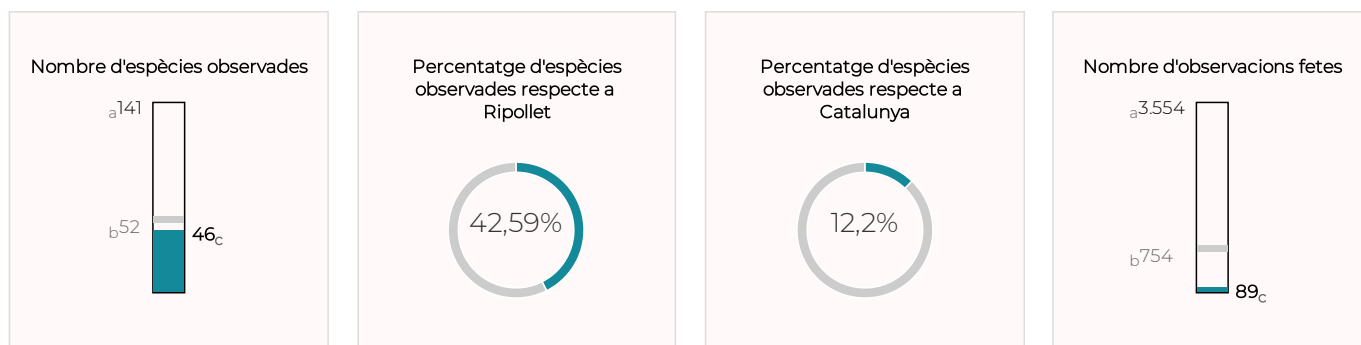 Nombre d'espècies observades
a141
b52
46c
Percentatge d'espècies
observades respecte a
Ripollet
42,59%
Percentatge d'espècies
observades respecte a
Catalunya
12,2%
Nombre d'observacions fetes
a3.554
b754
89c